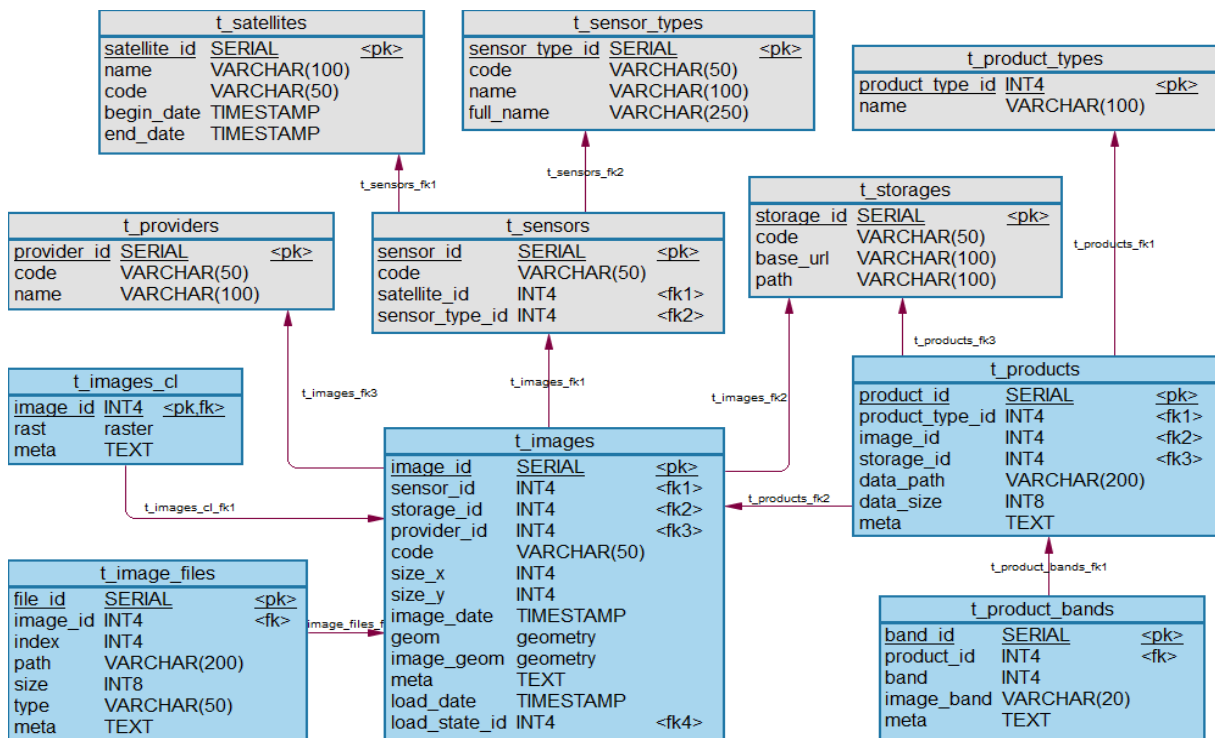 t_satellites
satellite_id SERIAL <pk>
name VARCHAR(100)
code VARCHAR(50)
begin_date TIMESTAMP
end_date TIMESTAMP
t_sensor_types
sensor_type_id SERIAL <pk>
code VARCHAR(50)
name VARCHAR(100)
full_name VARCHAR(250)
t_product_types
product_type_id INT4 <pk>
name VARCHAR(100)
t_sensors_fk1
t_sensors_fk2
t_products_fk1
t_providers
provider_id SERIAL <pk>
code VARCHAR(50)
name VARCHAR(100)
t_sensors
sensor_id SERIAL <pk>
code VARCHAR(50)
satellite_id INT4 <fk1>
sensor_type_id INT4 <fk2>
t_storages
storage_id SERIAL <pk>
code VARCHAR(50)
base_url VARCHAR(100)
path VARCHAR(100)
t_products_fk3
t_images_fk3
t_images_fk1
t_images_fk2
t_images_cl
image_id INT4 <pk,fk>
rast raster
meta TEXT
t_images_cl_fk1
t_images
image_id SERIAL <pk>
sensor_id INT4 <fk1>
storage_id INT4 <fk2>
provider_id INT4 <fk3>
code VARCHAR(50)
size_x INT4
size_y INT4
image_date TIMESTAMP
geom geometry
image_geom geometry
meta TEXT
load_date TIMESTAMP
load_state_id INT4 <fk4>
t_products
product_id SERIAL <pk>
product_type_id INT4 <fk1>
image_id INT4 <fk2>
storage_id INT4 <fk3>
data_path VARCHAR(200)
data_size INT8
meta TEXT
t_products_fk2
t_product_bands_fk1
t_image_files
file_id SERIAL <pk>
image_id INT4 <fk>
index INT4
path VARCHAR(200)
size INT8
type VARCHAR(50)
meta TEXT
image_files_f
t_product_bands
band_id SERIAL <pk>
product_id INT4 <fk>
band INT4
image_band VARCHAR(20)
meta TEXT